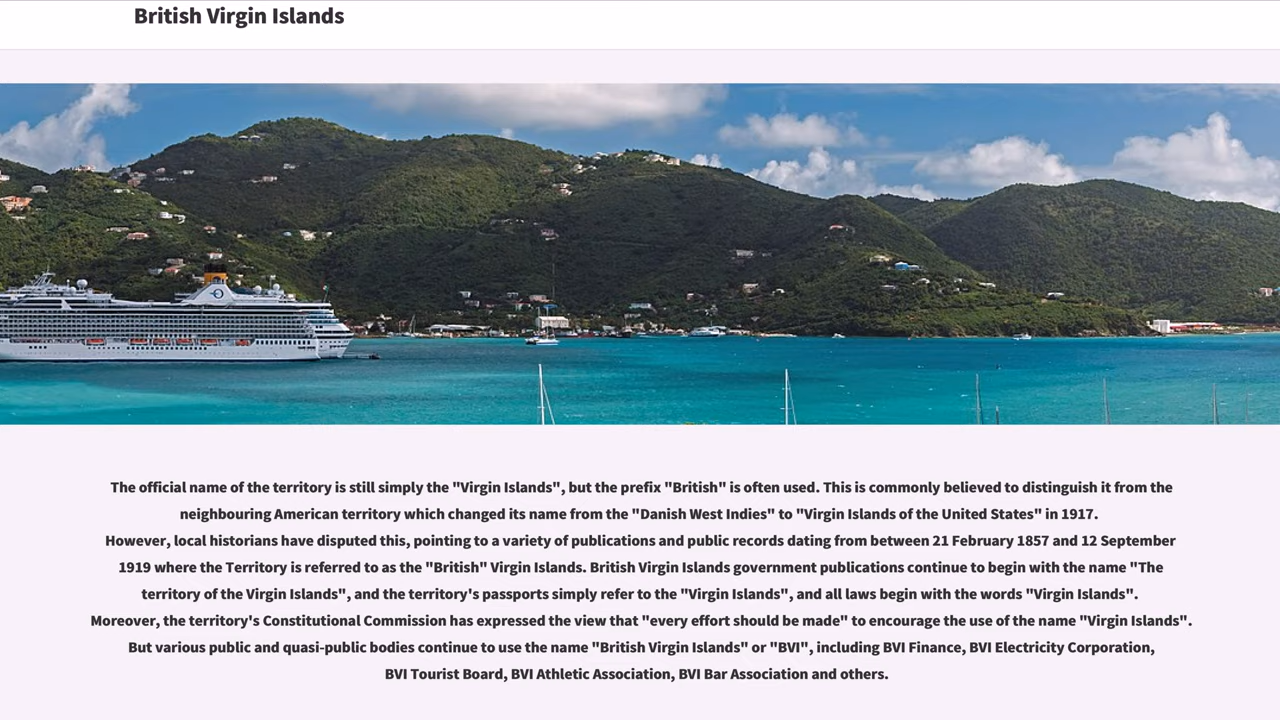 British Virgin Islands
The official name of the territory is still simply the "Virgin Islands", but the prefix "British" is often used. This is commonly believed to distinguish it from the
neighbouring American territory which changed its name from the "Danish West Indies" to "Virgin Islands of the United States" in 1917.
However, local historians have disputed this, pointing to a variety of publications and public records dating from between 21 February 1857 and 12 September
1919 where the Territory is referred to as the "British" Virgin Islands. British Virgin Islands government publications continue to begin with the name "The
territory of the Virgin Islands", and the territory's passports simply refer to the "Virgin Islands", and all laws begin with the words "Virgin Islands".
Moreover, the territory's Constitutional Commission has expressed the view that "every effort should be made" to encourage the use of the name "Virgin Islands".
But various public and quasi-public bodies continue to use the name "British Virgin Islands" or "BVI", including BVI Finance, BVI Electricity Corporation,
BVI Tourist Board, BVI Athletic Association, BVI Bar Association and others.